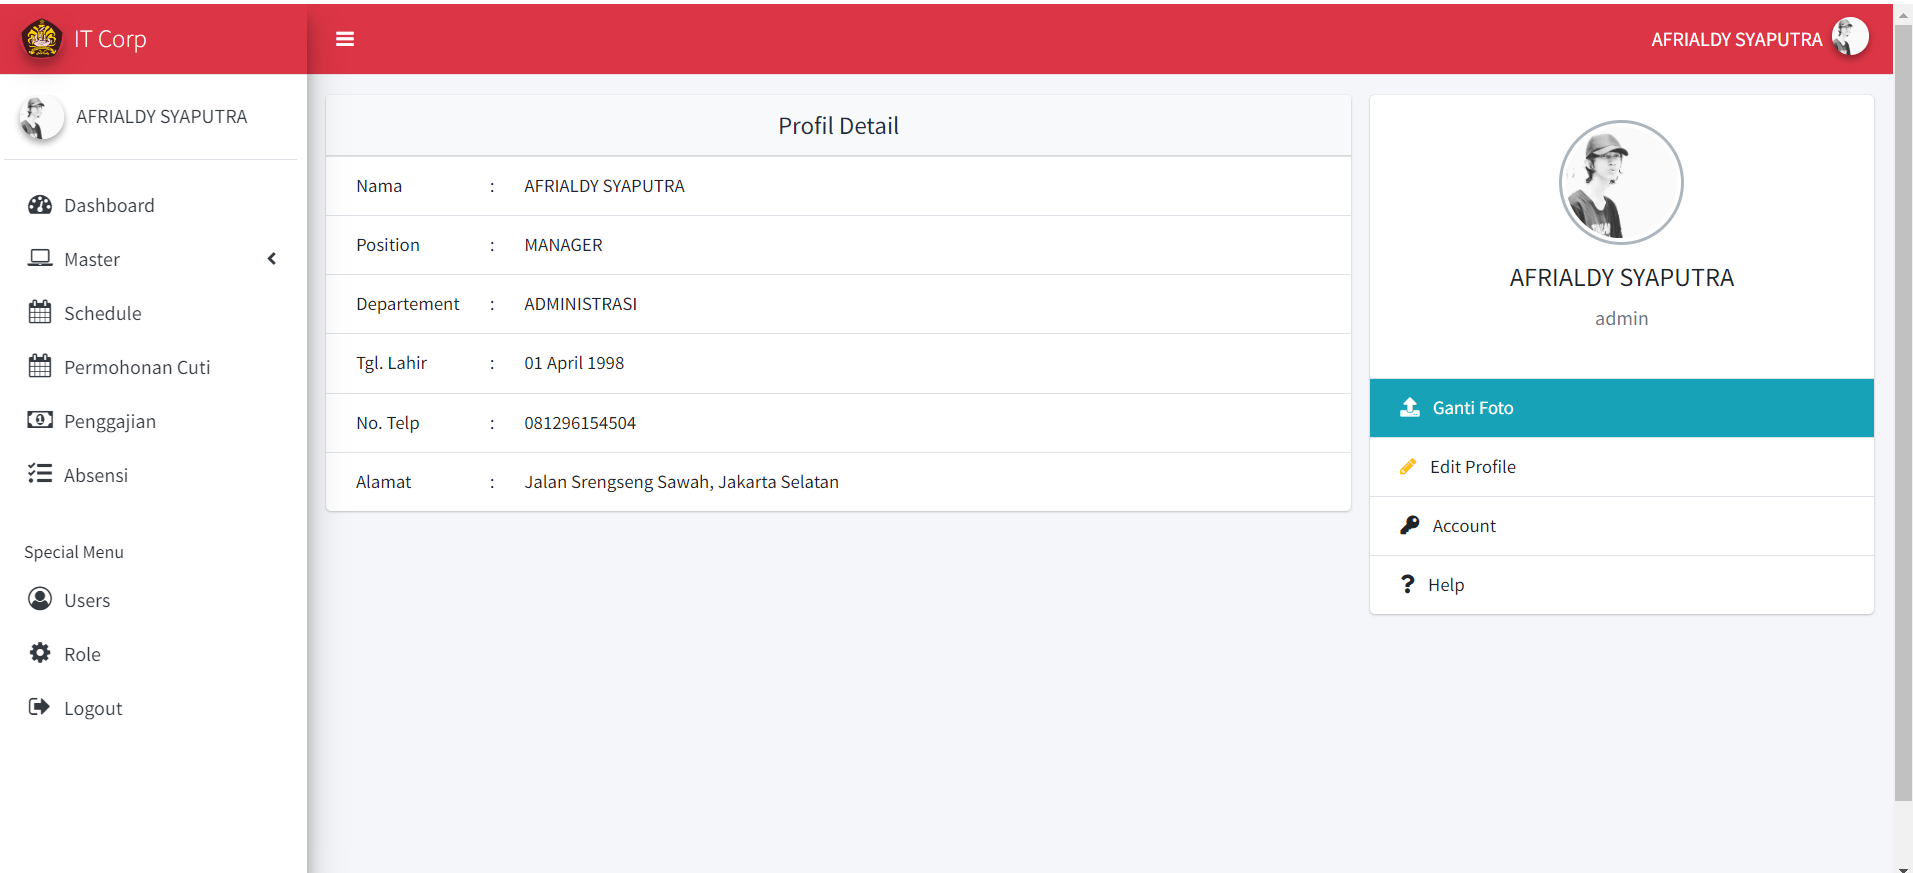 IT Corp
AFRIALDY SYAPUTRA
AFRIALDY SYAPUTRA
Dashboard
Master
Schedule
Permohonan Cuti
Penggajian
Absensi
Special Menu
Users
Role
Logout
Profil Detail
Nama : AFRIALDY SYAPUTRA
Position : MANAGER
Departement : ADMINISTRASI
Tgl. Lahir : 01 April 1998
No. Telp : 081296154504
Alamat : Jalan Srengseng Sawah, Jakarta Selatan
AFRIALDY SYAPUTRA
admin
Ganti Foto
Edit Profile
Account
Help